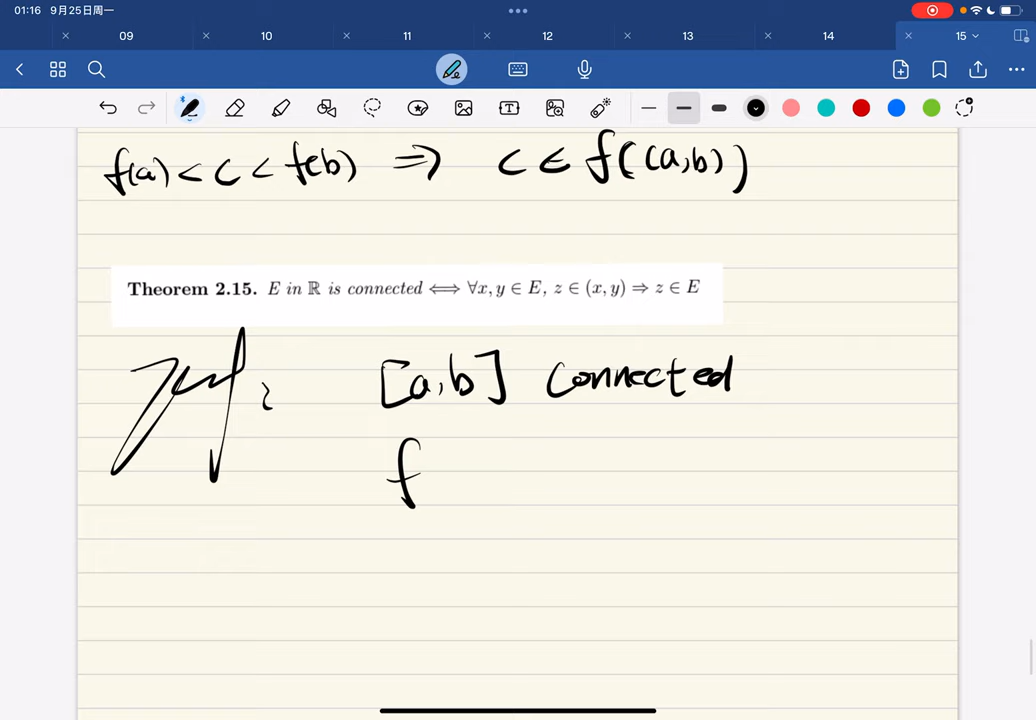 01:16 9月25日周一
09 10 11 12 13 14 15
f(a) < c < f(b) ⇒ c ∈ f((a,b))
Theorem 2.15. E in ℝ is connected ⟺ ∀x, y ∈ E, z ∈ (x, y) ⇒ z ∈ E
[a,b] connected
f